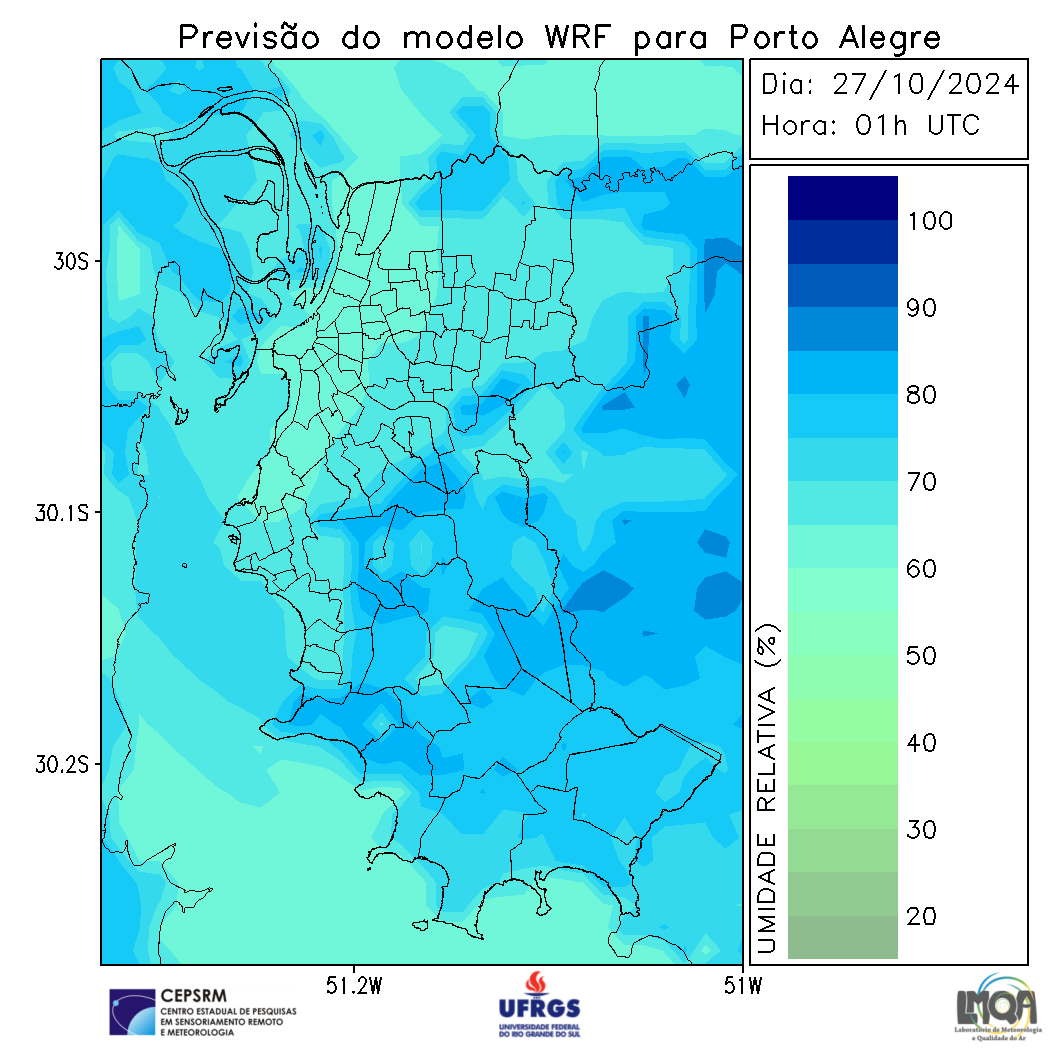 Previsão do modelo WRF para Porto Alegre
Dia: 27/10/2024
Hora: 01h UTC
30S
30.1S
30.2S
51.2W
51W
UMIDADE RELATIVA (%)
100
90
80
70
60
50
40
30
20
CEPSRM
CENTRO ESTADUAL DE PESQUISAS
EM SENSORIAMENTO REMOTO
E METEOROLOGIA
UFRGS
UNIVERSIDADE FEDERAL
DO RIO GRANDE DO SUL
LMQA
Laboratório de Meteorologia
e Qualidade do Ar